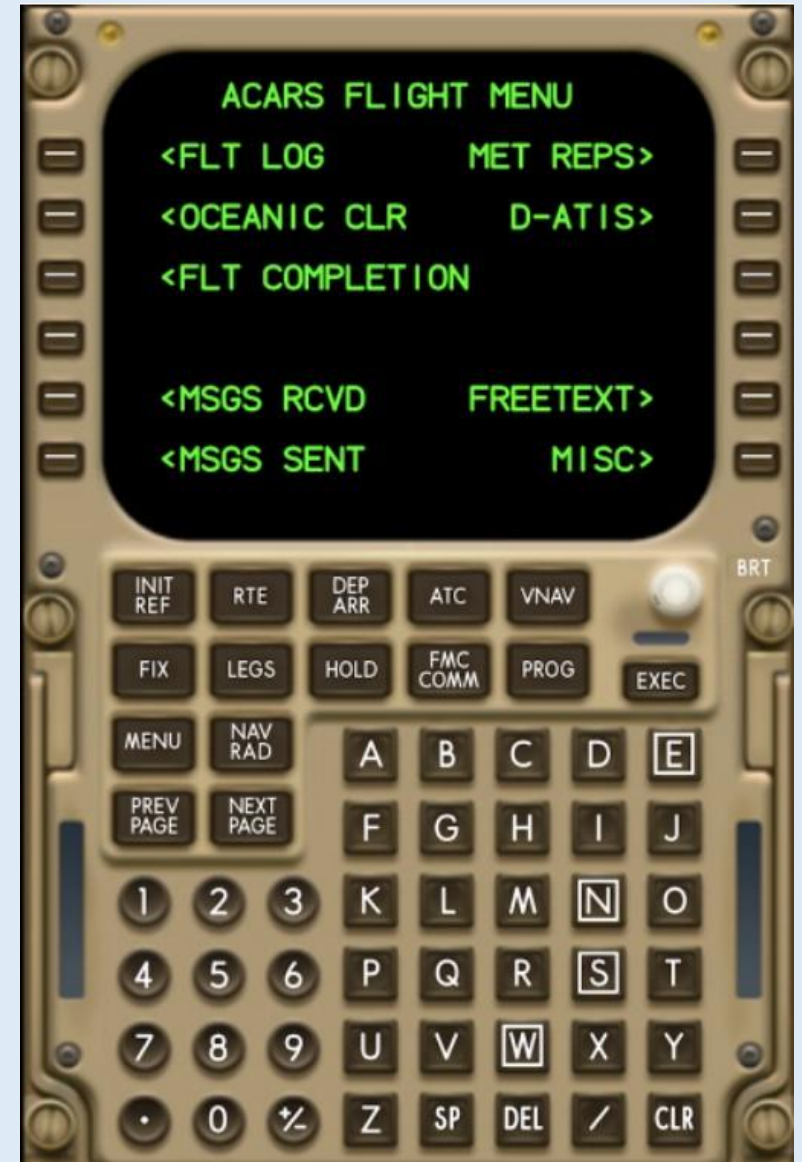 ACARS FLIGHT MENU
<FLT LOG MET REPS>
<OCEANIC CLR D-ATIS>
<FLT COMPLETION
<MSGS RCVD FREETEXT>
<MSGS SENT MISC>
BRT
INIT REF RTE DEP ARR ATC VNAV
FIX LEGS HOLD FMC COMM PROG EXEC
MENU NAV RAD A B C D E
PREV PAGE NEXT PAGE F G H I J
1 2 3 K L M N O
4 5 6 P Q R S T
7 8 9 U V W X Y
. 0 +/- Z SP DEL / CLR